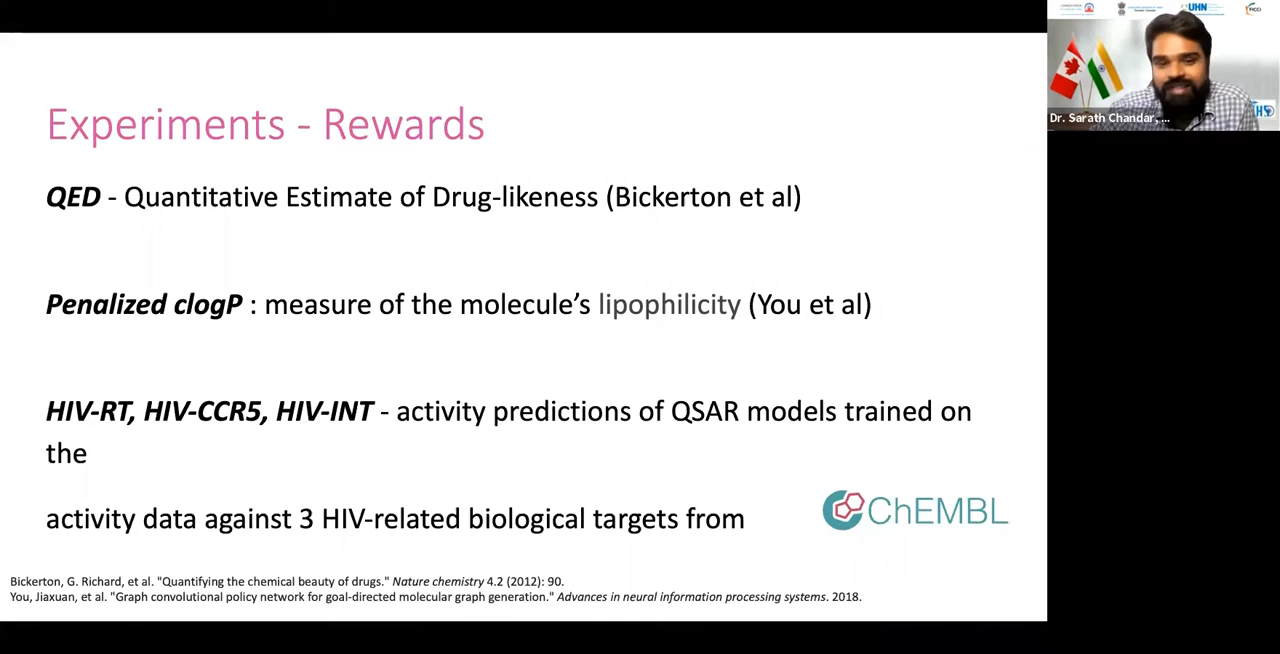 Experiments - Rewards
QED - Quantitative Estimate of Drug-likeness (Bickerton et al)
Penalized clogP : measure of the molecule’s lipophilicity (You et al)
HIV-RT, HIV-CCR5, HIV-INT - activity predictions of QSAR models trained on
the
activity data against 3 HIV-related biological targets from
ChEMBL
Bickerton, G. Richard, et al. "Quantifying the chemical beauty of drugs." Nature chemistry 4.2 (2012): 90.
You, Jiaxuan, et al. "Graph convolutional policy network for goal-directed molecular graph generation." Advances in neural information processing systems. 2018.
UHN
FICCI
Dr. Sarath Chandar, ...